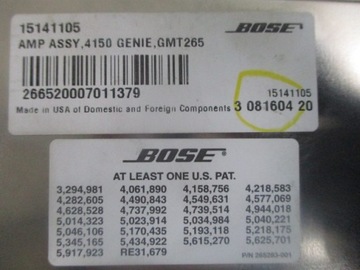 15141105
BOSE
AMP ASSY,4150 GENIE,GMT265
266520007011379
15141105
Made in USA of Domestic and Foreign Components 3 081604 20
BOSE
AT LEAST ONE U.S. PAT.
3,294,981 4,061,890 4,158,756 4,218,583
4,282,605 4,490,843 4,549,631 4,577,069
4,628,528 4,737,992 4,739,514 4,944,018
5,014,323 5,023,914 5,034,984 5,040,221
5,046,106 5,170,435 5,193,118 5,218,175
5,345,165 5,434,922 5,615,270 5,625,701
5,917,923 RE31,679
P/N 265283-001